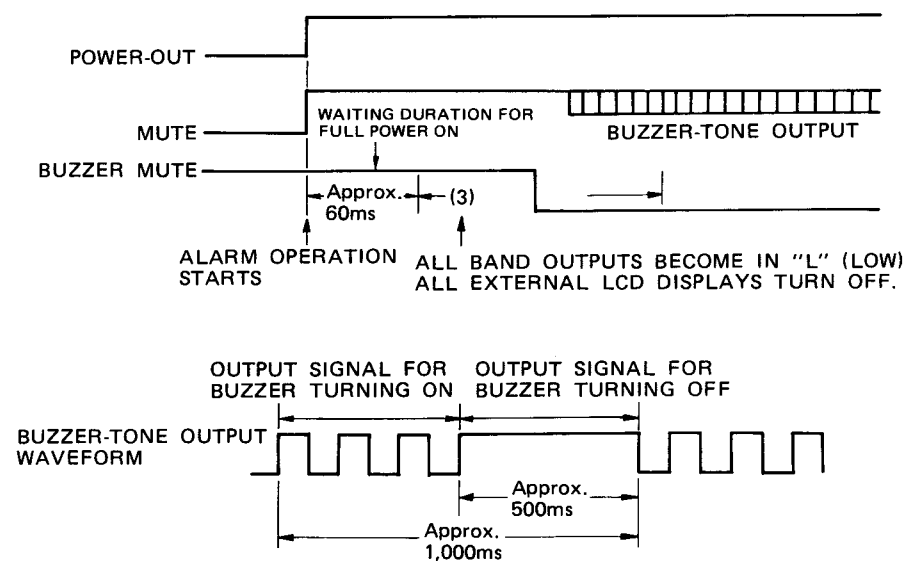 POWER-OUT
MUTE
WAITING DURATION FOR
FULL POWER ON
BUZZER-TONE OUTPUT
BUZZER MUTE
Approx.
60ms
(3)
ALARM OPERATION
STARTS
ALL BAND OUTPUTS BECOME IN "L" (LOW)
ALL EXTERNAL LCD DISPLAYS TURN OFF.
OUTPUT SIGNAL FOR
BUZZER TURNING ON
OUTPUT SIGNAL FOR
BUZZER TURNING OFF
BUZZER-TONE OUTPUT
WAVEFORM
Approx.
500ms
Approx.
1,000ms